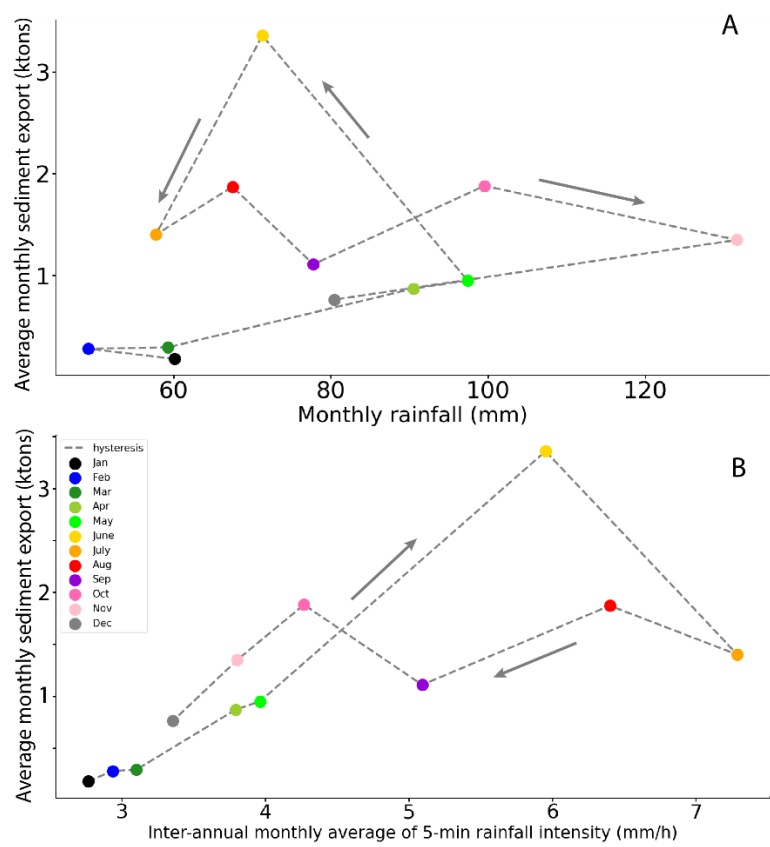 A
Average monthly sediment export (ktons)
3
2
1
60 80 100 120
Monthly rainfall (mm)
B
Average monthly sediment export (ktons)
3
2
1
hysteresis
Jan
Feb
Mar
Apr
May
June
July
Aug
Sep
Oct
Nov
Dec
3 4 5 6 7
Inter-annual monthly average of 5-min rainfall intensity (mm/h)